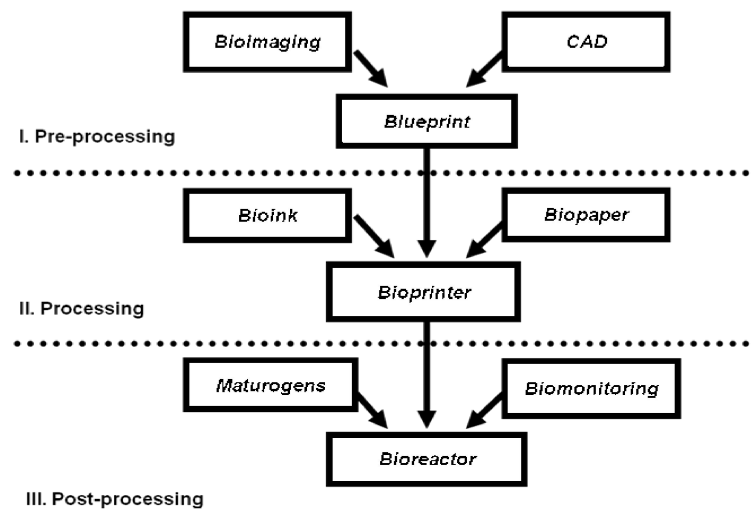 Bioimaging
CAD
Blueprint
I. Pre-processing
Bioink
Biopaper
Bioprinter
II. Processing
Maturogens
Biomonitoring
Bioreactor
III. Post-processing